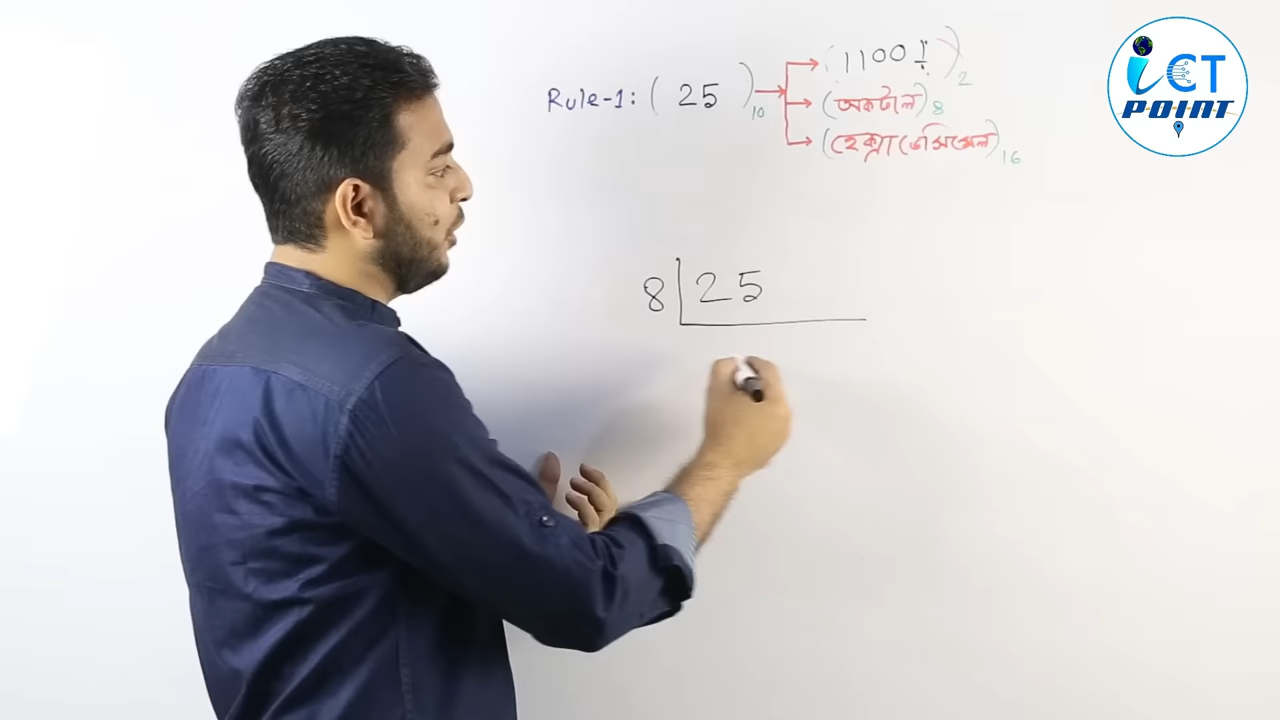 Rule-1: (25)₁₀ → (11001)₂
(অকটাল)₈
(হেক্সাডেসিমেল)₁₆
8 25
iCT
POINT